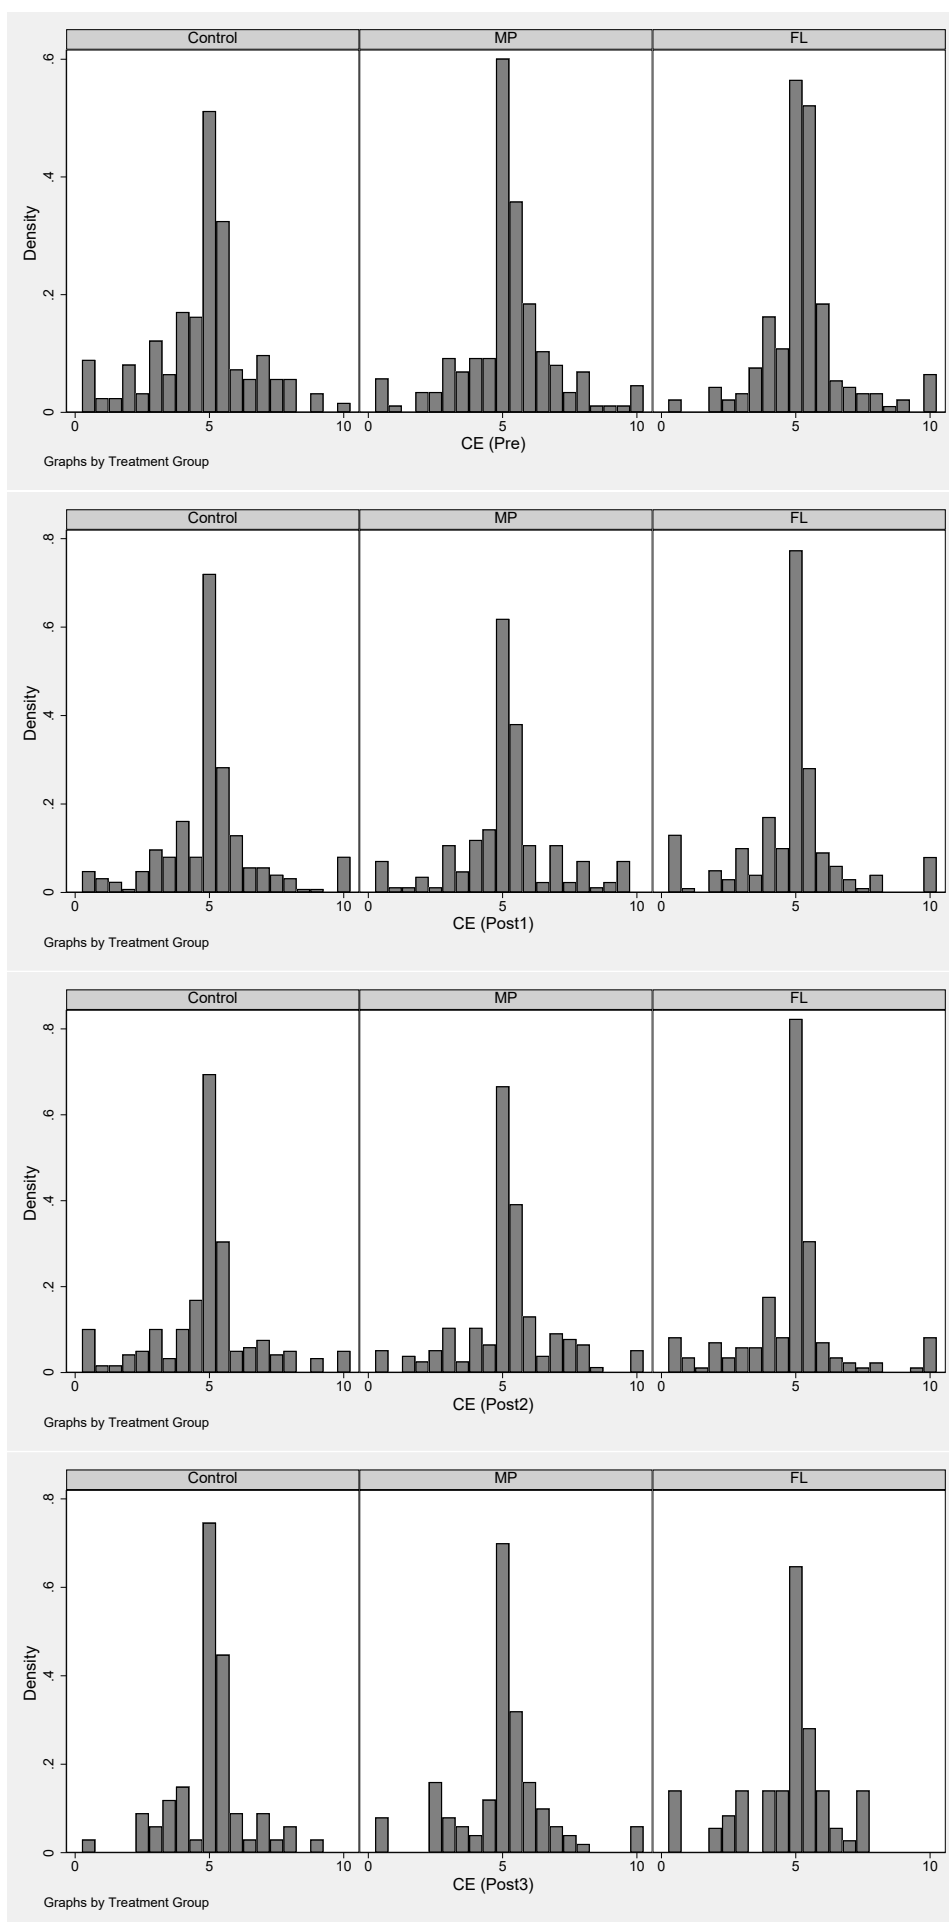 Control MP FL
Density
.6
.4
.2
0
0 5 10 0 5 10 0 5 10
CE (Pre)
Graphs by Treatment Group
Control MP FL
Density
.8
.6
.4
.2
0
0 5 10 0 5 10 0 5 10
CE (Post1)
Graphs by Treatment Group
Control MP FL
Density
.8
.6
.4
.2
0
0 5 10 0 5 10 0 5 10
CE (Post2)
Graphs by Treatment Group
Control MP FL
Density
.8
.6
.4
.2
0
0 5 10 0 5 10 0 5 10
CE (Post3)
Graphs by Treatment Group